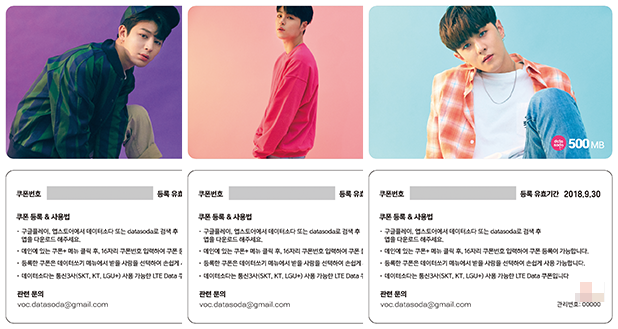 data
soda
500 MB
쿠폰번호 등록 유효
쿠폰 등록 & 사용법
• 구글플레이, 앱스토어에서 데이터소다 또는 datasoda로 검색 후
앱을 다운로드 해주세요.
• 메인에 있는 쿠폰+ 메뉴 클릭 후, 16자리 쿠폰번호 입력하여 쿠폰 등
• 등록한 쿠폰은 데이터쓰기 메뉴에서 받을 사람을 선택하여 손쉽게
• 데이터소다는 통신3사(SKT, KT, LGU+) 사용 가능한 LTE Data 쿠
관련 문의
voc.datasoda@gmail.com
쿠폰번호 등록 유효
쿠폰 등록 & 사용법
• 구글플레이, 앱스토어에서 데이터소다 또는 datasoda로 검색 후
앱을 다운로드 해주세요.
• 메인에 있는 쿠폰+ 메뉴 클릭 후, 16자리 쿠폰번호 입력하여 쿠폰 등
• 등록한 쿠폰은 데이터쓰기 메뉴에서 받을 사람을 선택하여 손쉽게
• 데이터소다는 통신3사(SKT, KT, LGU+) 사용 가능한 LTE Data 쿠
관련 문의
voc.datasoda@gmail.com
쿠폰번호 등록 유효기간 2018.9.30
쿠폰 등록 & 사용법
• 구글플레이, 앱스토어에서 데이터소다 또는 datasoda로 검색 후
앱을 다운로드 해주세요.
• 메인에 있는 쿠폰+ 메뉴 클릭 후, 16자리 쿠폰번호 입력하여 쿠폰 등록이 가능합니다.
• 등록한 쿠폰은 데이터쓰기 메뉴에서 받을 사람을 선택하여 손쉽게 사용 가능합니다.
• 데이터소다는 통신3사(SKT, KT, LGU+) 사용 가능한 LTE Data 쿠폰입니다
관련 문의
voc.datasoda@gmail.com
관리번호: 00000